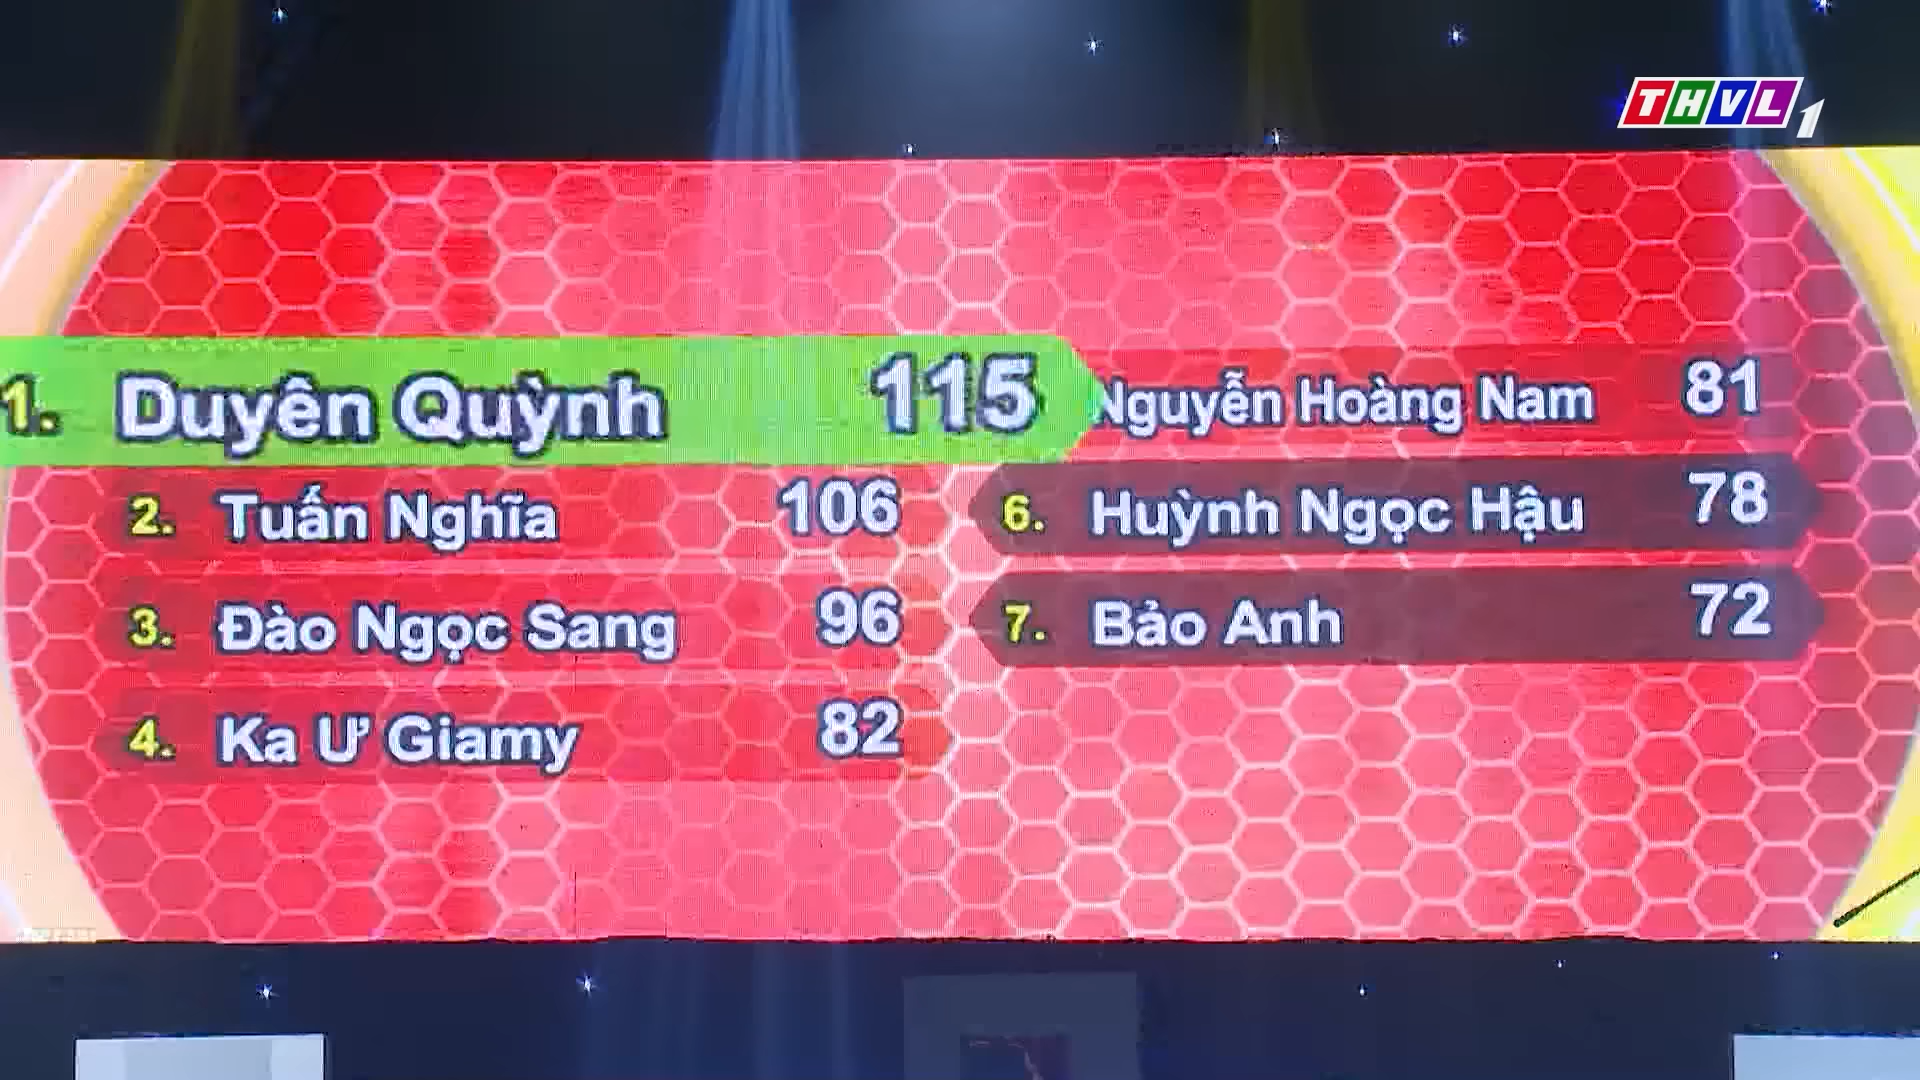 THVL1
1. Duyên Quỳnh 115
2. Tuấn Nghĩa 106
3. Đào Ngọc Sang 96
4. Ka Ư Giamy 82
Nguyễn Hoàng Nam 81
6. Huỳnh Ngọc Hậu 78
7. Bảo Anh 72